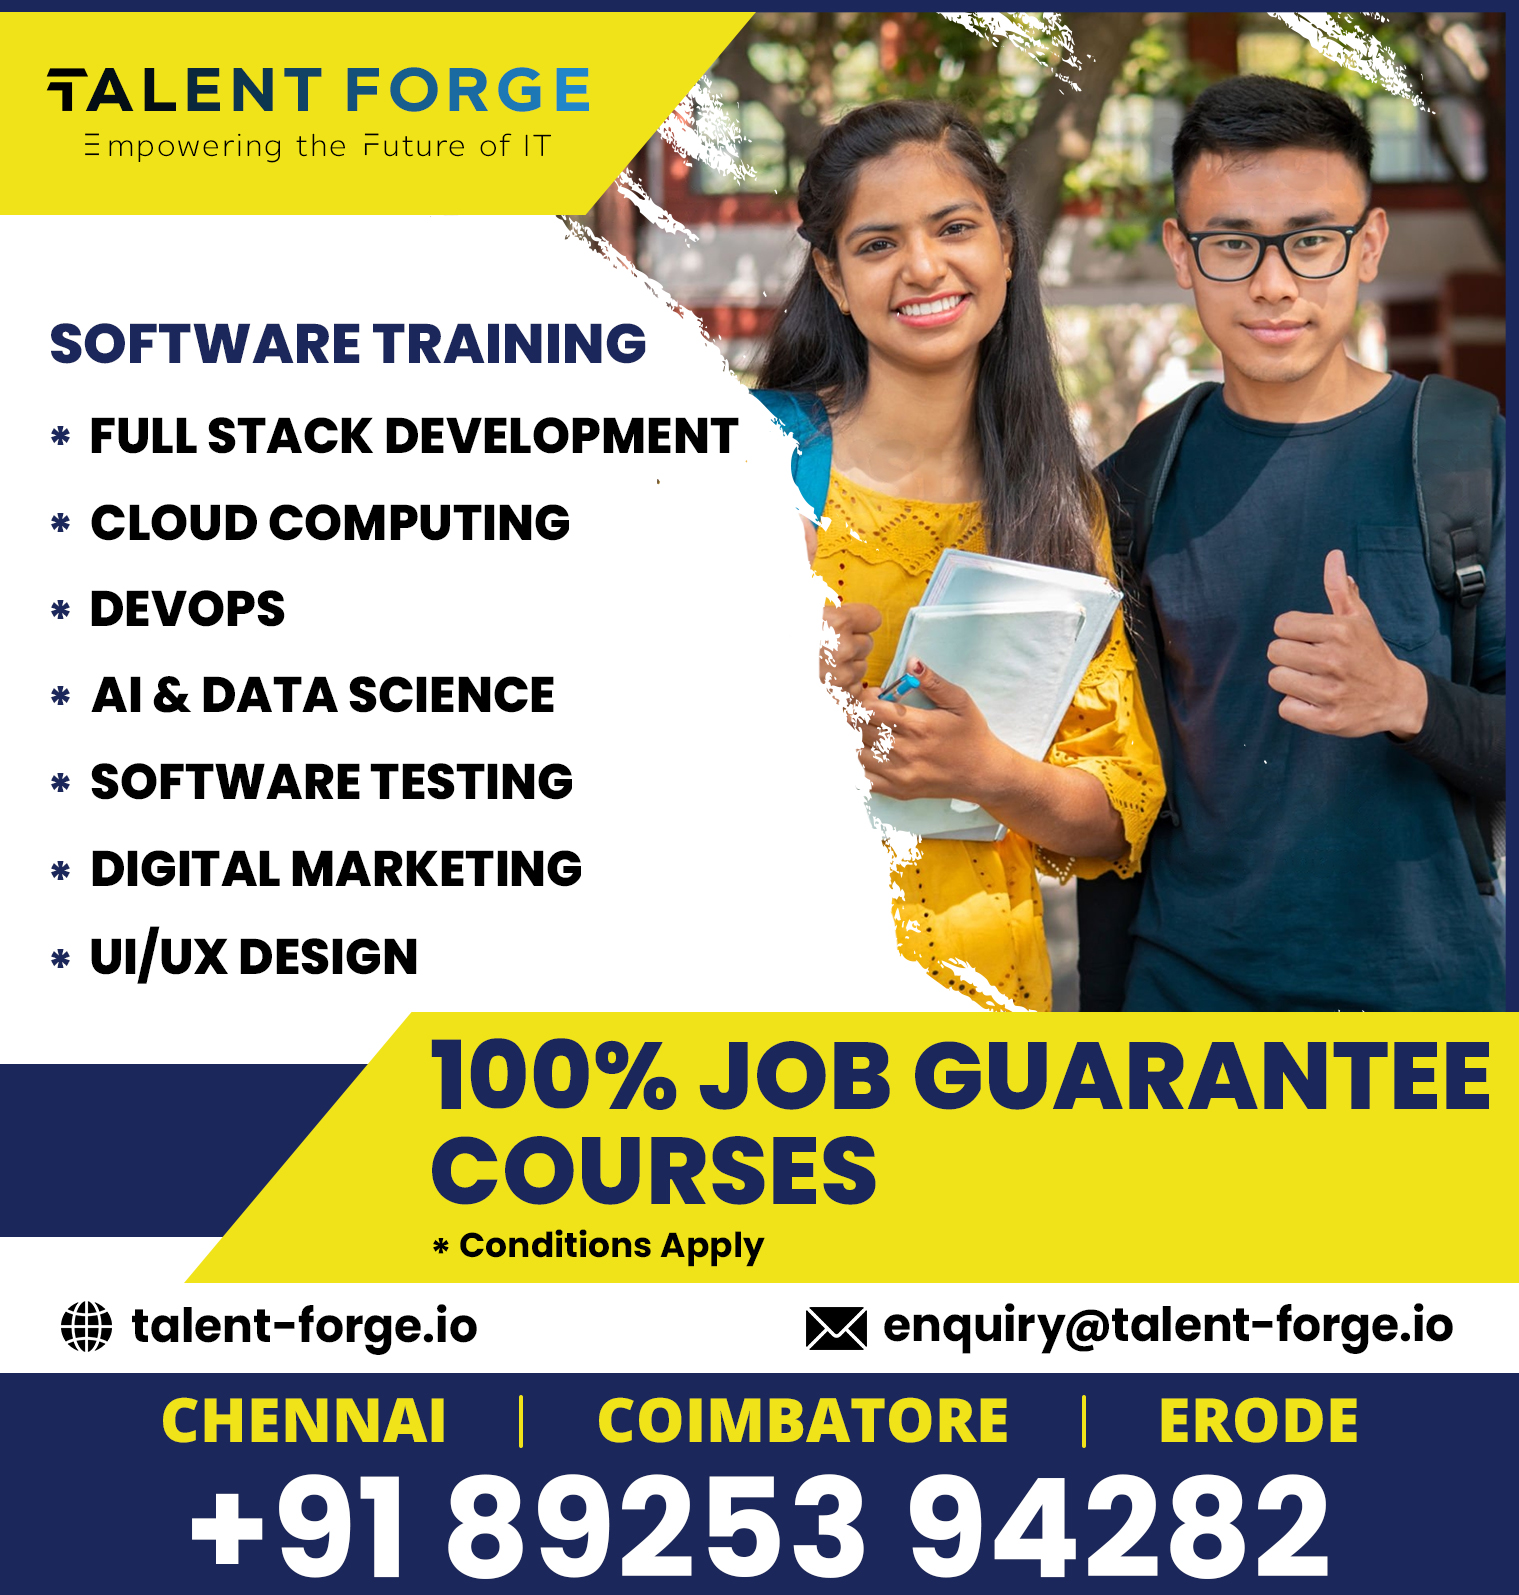 TALENT FORGE
Empowering the Future of IT
SOFTWARE TRAINING
* FULL STACK DEVELOPMENT
* CLOUD COMPUTING
* DEVOPS
* AI & DATA SCIENCE
* SOFTWARE TESTING
* DIGITAL MARKETING
* UI/UX DESIGN
100% JOB GUARANTEE
COURSES
* Conditions Apply
talent-forge.io
enquiry@talent-forge.io
CHENNAI | COIMBATORE | ERODE
+91 89253 94282